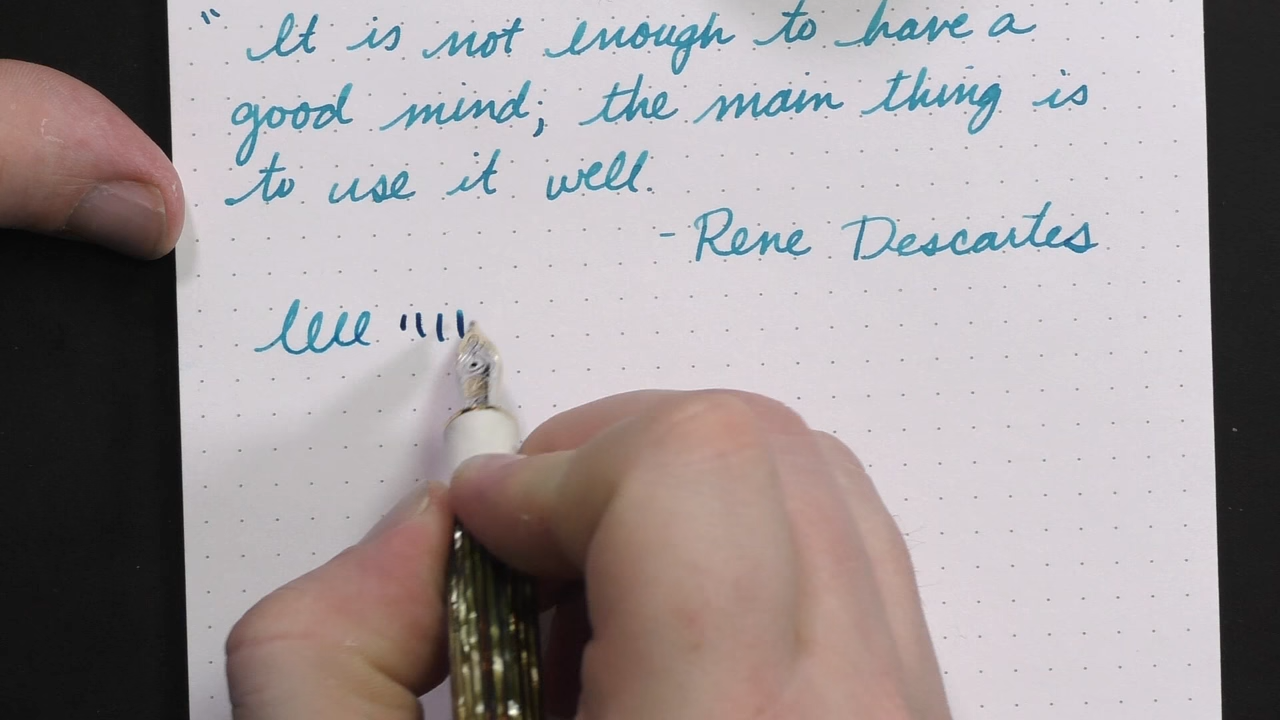 " It is not enough to have a
good mind; the main thing is
to use it well.
- Rene Descartes